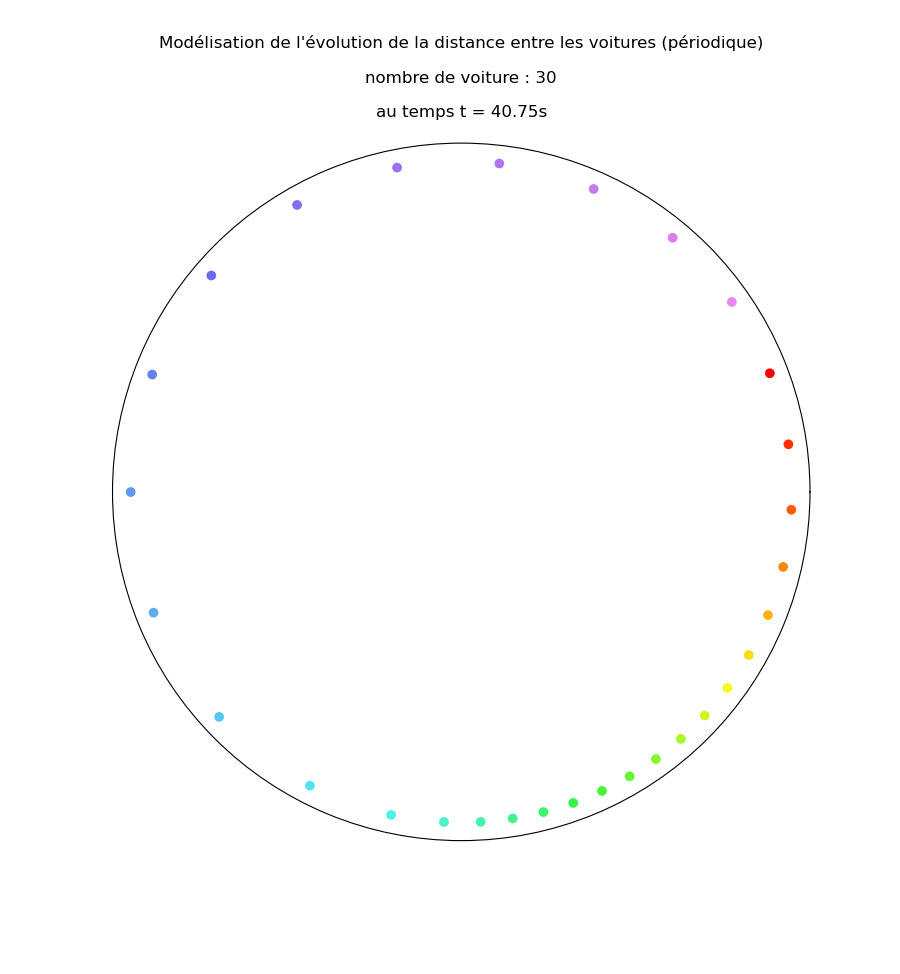 Modélisation de l'évolution de la distance entre les voitures (périodique)
nombre de voiture : 30
au temps t = 40.75s